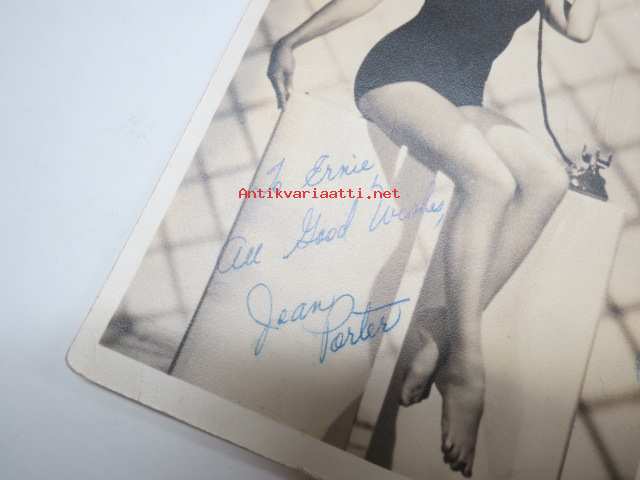 To Ernie,
Antikvariaatti.net
All Good Wishes,
Jean
Porter